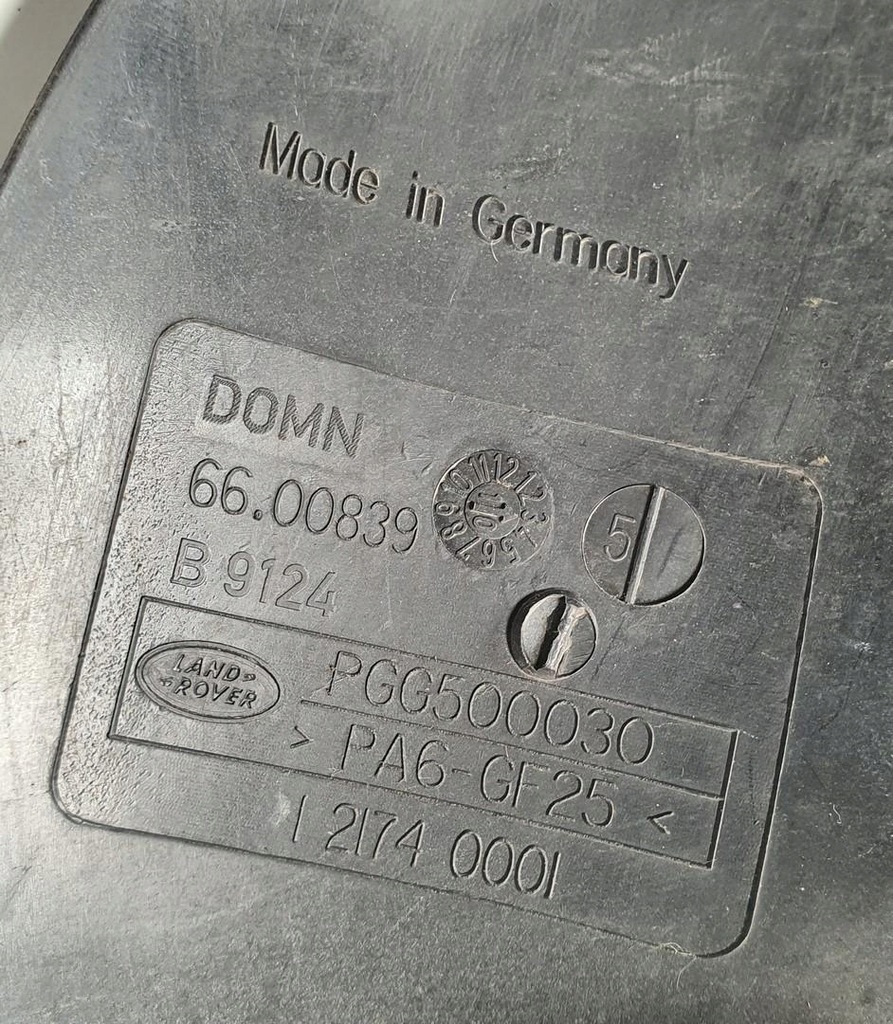 Made in Germany
DOMN
66.00839
B 9124
5
LAND
ROVER
PGG500030
> PA6-GF25 <
1 2174 0001